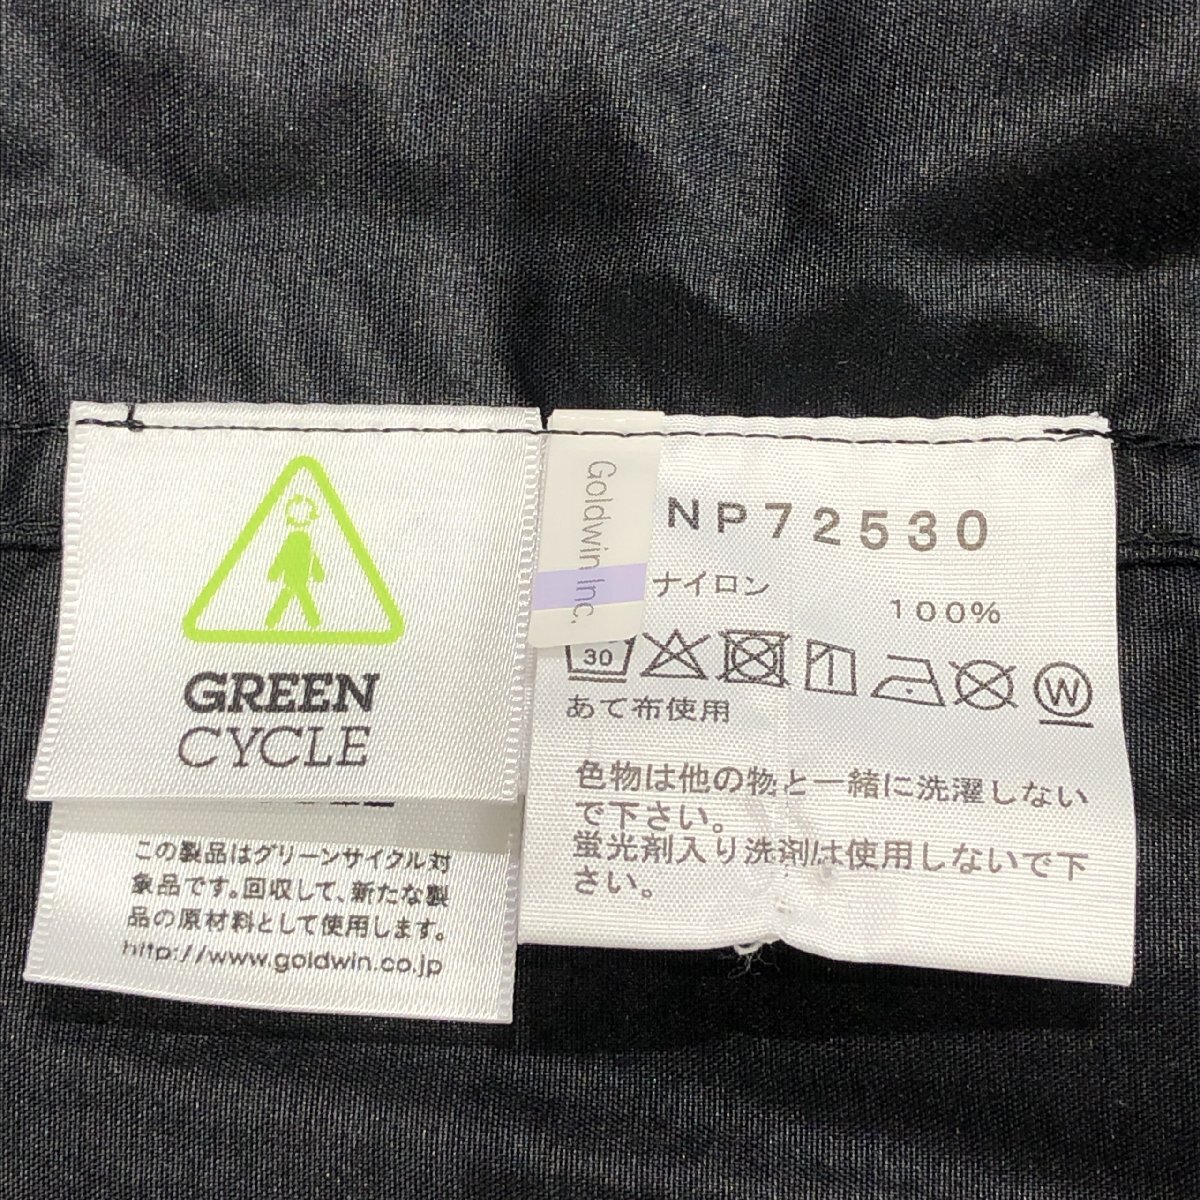 GREEN
CYCLE
この製品はグリーンサイクル対
象品です。回収して、新たな製
品の原材料として使用します。
http://www.goldwin.co.jp
Goldwin Inc.
NP72530
ナイロン
100%
30
W
あて布使用
色物は他の物と一緒に洗濯しない
で下さい。
蛍光剤入り洗剤は使用しないで下
さい。